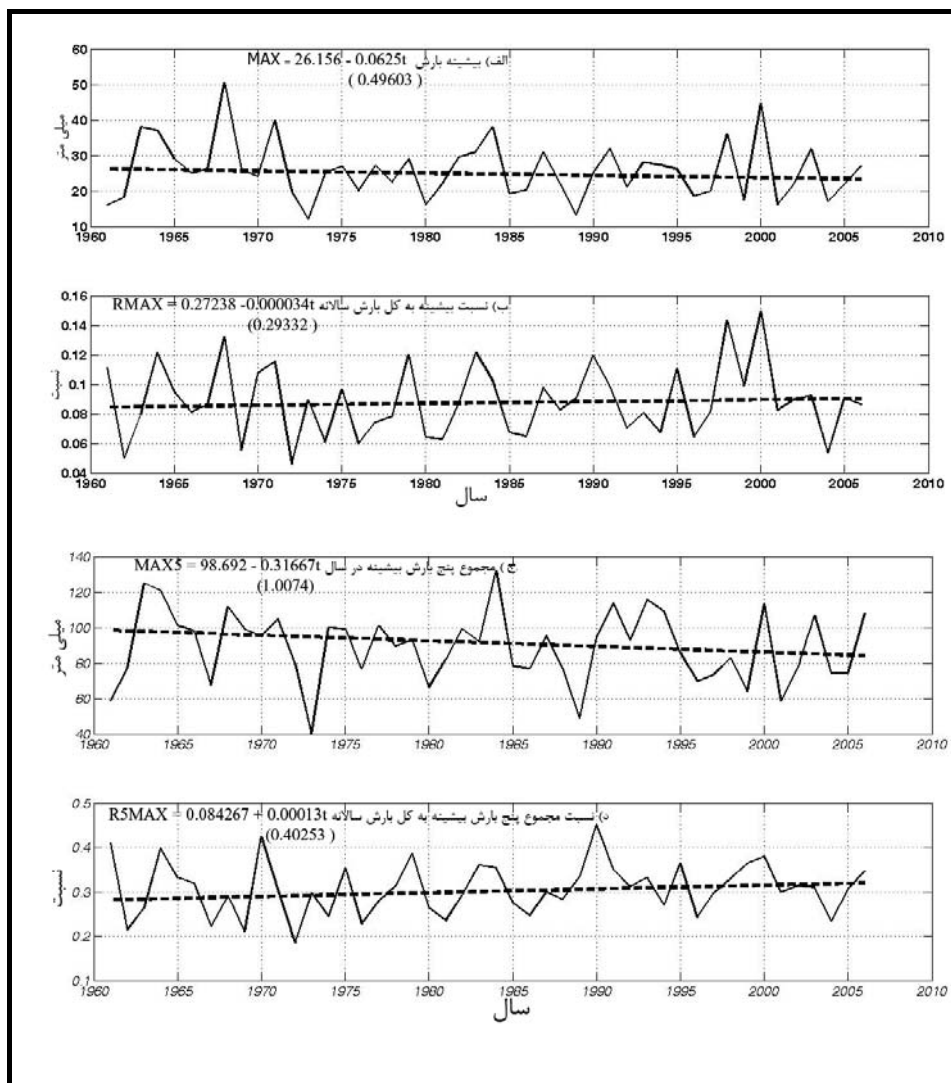 الف) بیشینه بارش MAX - 26.156 - 0.0625t
( 0.49603 )
میلی متر
60
50
40
30
20
10
1960 1965 1970 1975 1980 1985 1990 1995 2000 2005 2010
ب) نسبت بیشینه به کل بارش سالانه RMAX = 0.27238 -0.000034t
(0.29332 )
نسبت
0.16
0.14
0.12
0.1
0.08
0.06
0.04
1960 1965 1970 1975 1980 1985 1990 1995 2000 2005 2010
سال
ج) مجموع پنج بارش بیشینه در سال MAX5 = 98.692 - 0.31667t
(1.0074)
میلی متر
140
120
100
80
60
40
1960 1965 1970 1975 1980 1985 1990 1995 2000 2005 2010
د) نسبت مجموع پنج بارش بیشینه به کل بارش سالانه R5MAX = 0.084267 + 0.00013t
(0.40253 )
نسبت
0.5
0.4
0.3
0.2
0.1
1960 1965 1970 1975 1980 1985 1990 1995 2000 2005 2010
سال